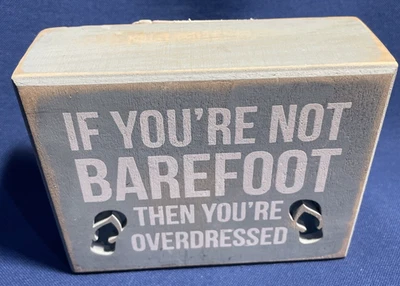 IF YOU'RE NOT
BAREFOOT
THEN YOU'RE
OVERDRESSED